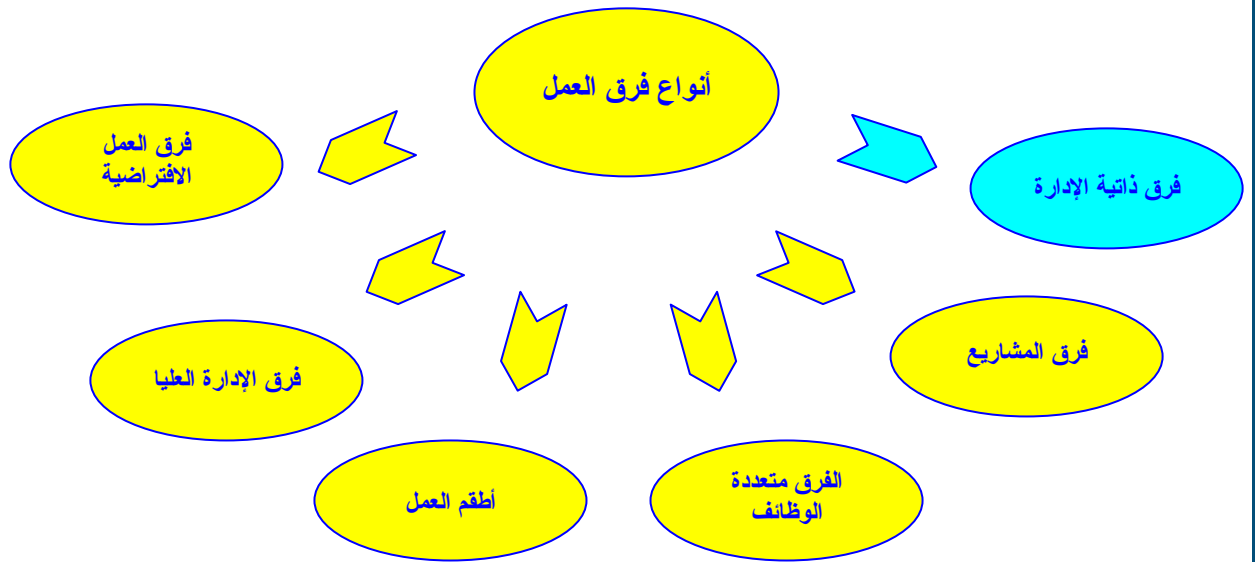 أنواع فرق العمل
فرق ذاتية الإدارة
فرق المشاريع
الفرق متعددة
الوظائف
أطقم العمل
فرق الإدارة العليا
فرق العمل
الافتراضية